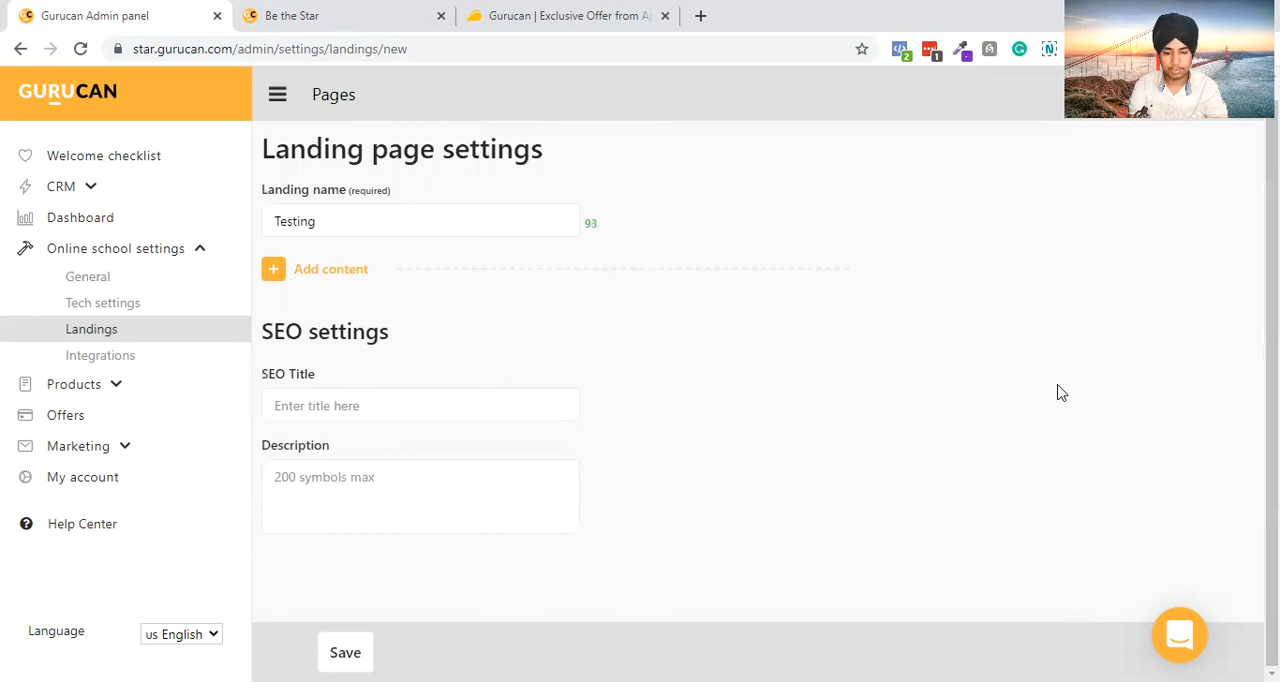 Gurucan Admin panel
Be the Star
Gurucan | Exclusive Offer from Ap
star.gurucan.com/admin/settings/landings/new
2
1
GURUCAN
Pages
Welcome checklist
CRM
Dashboard
Online school settings
General
Tech settings
Landings
Integrations
Products
Offers
Marketing
My account
Help Center
Language
us English
Landing page settings
Landing name (required)
Testing
93
Add content
SEO settings
SEO Title
Enter title here
Description
200 symbols max
Save